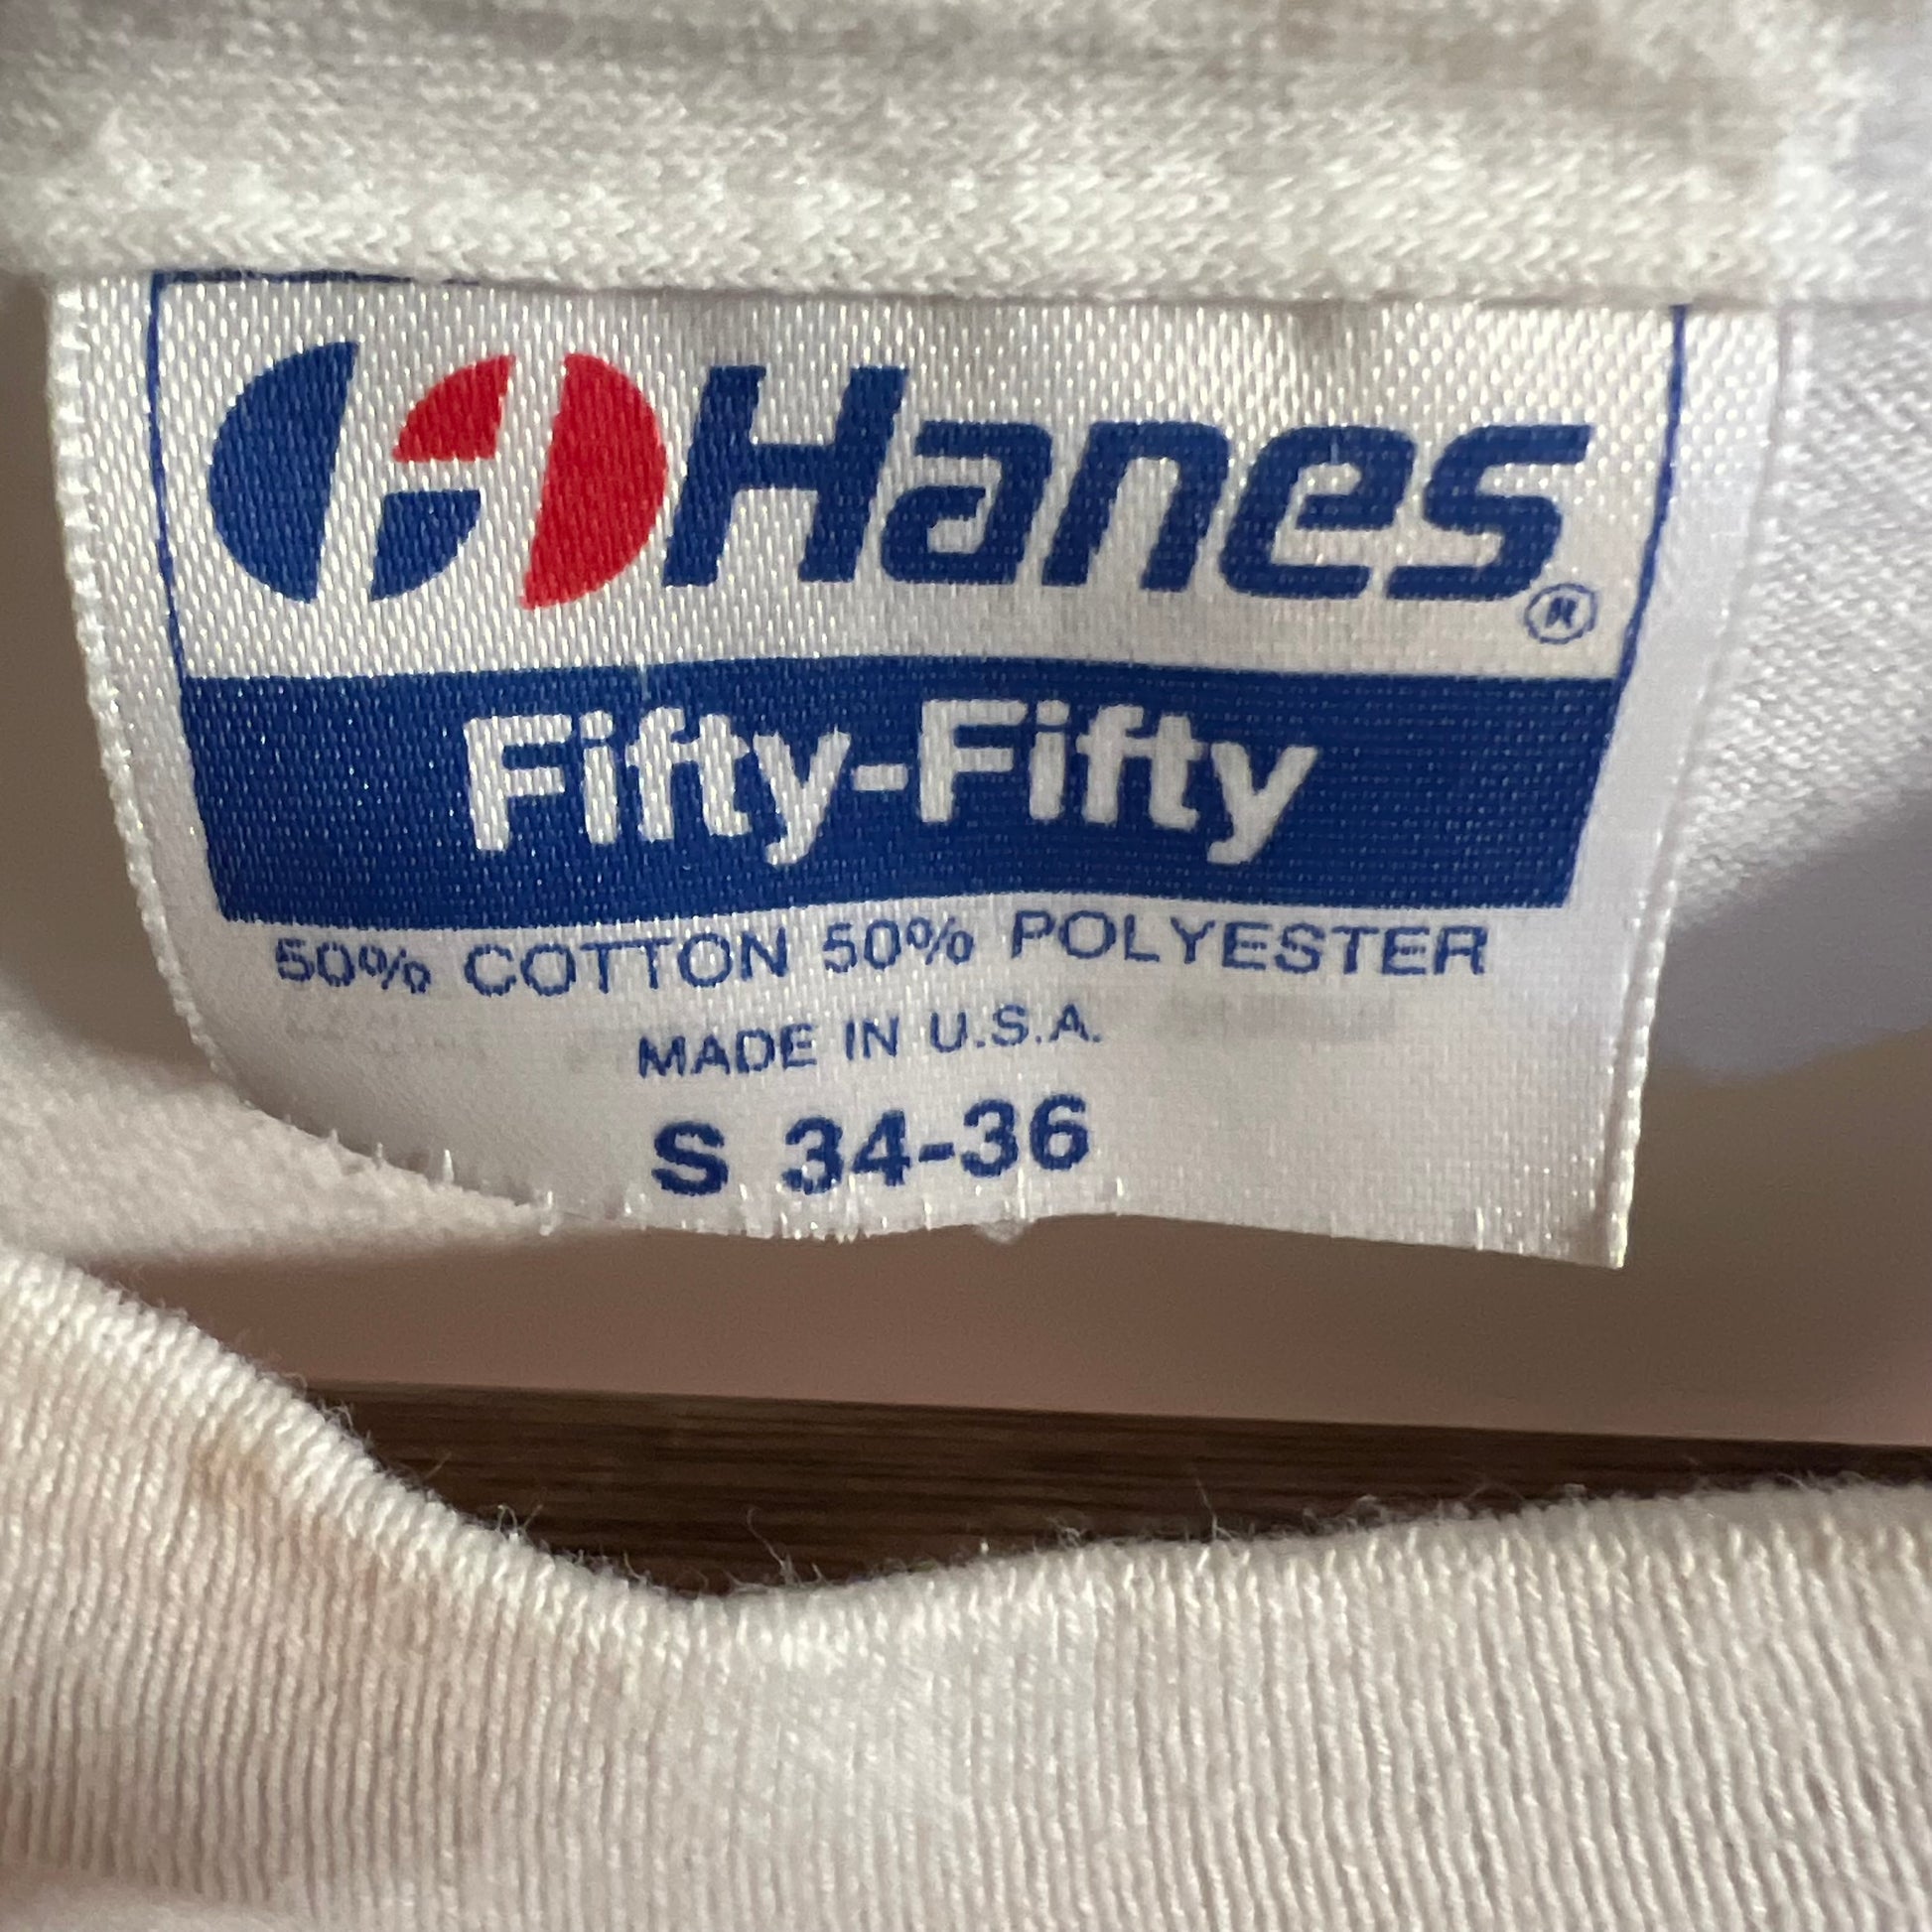 Hanes®
Fifty-Fifty
50% COTTON 50% POLYESTER
MADE IN U.S.A.
S 34-36